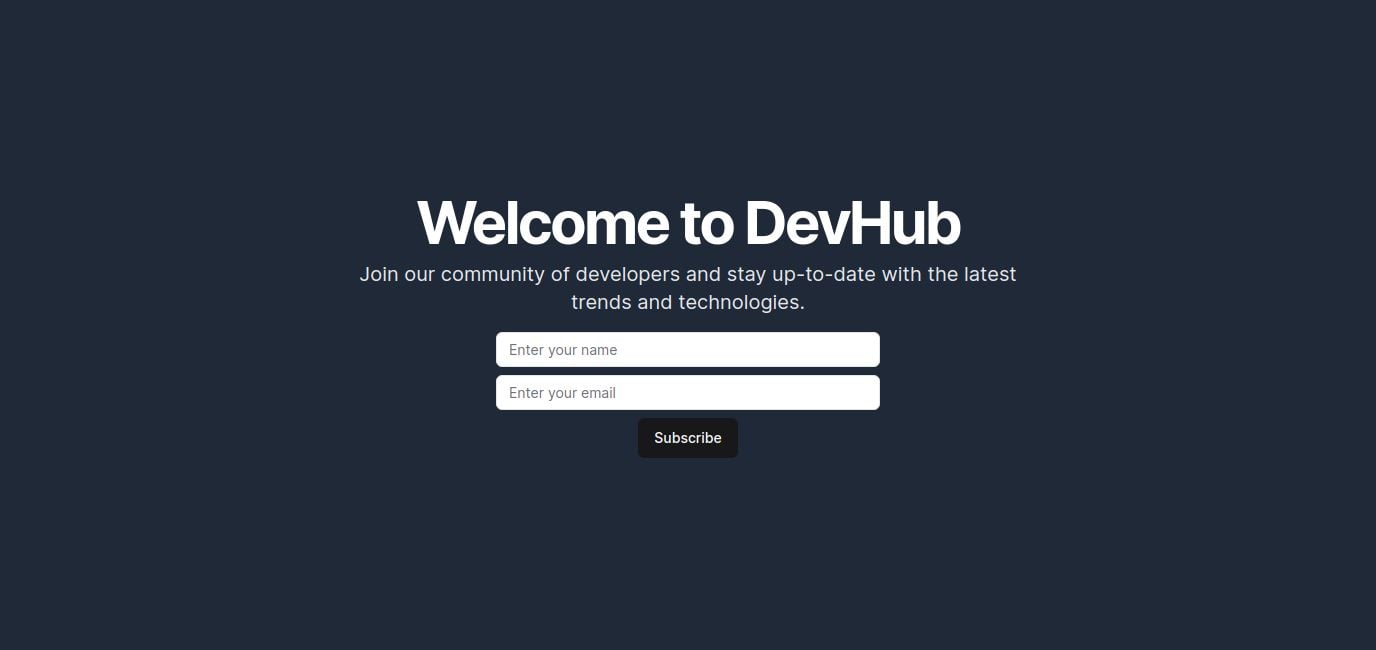 Welcome to DevHub
Join our community of developers and stay up-to-date with the latest
trends and technologies.
Enter your name
Enter your email
Subscribe